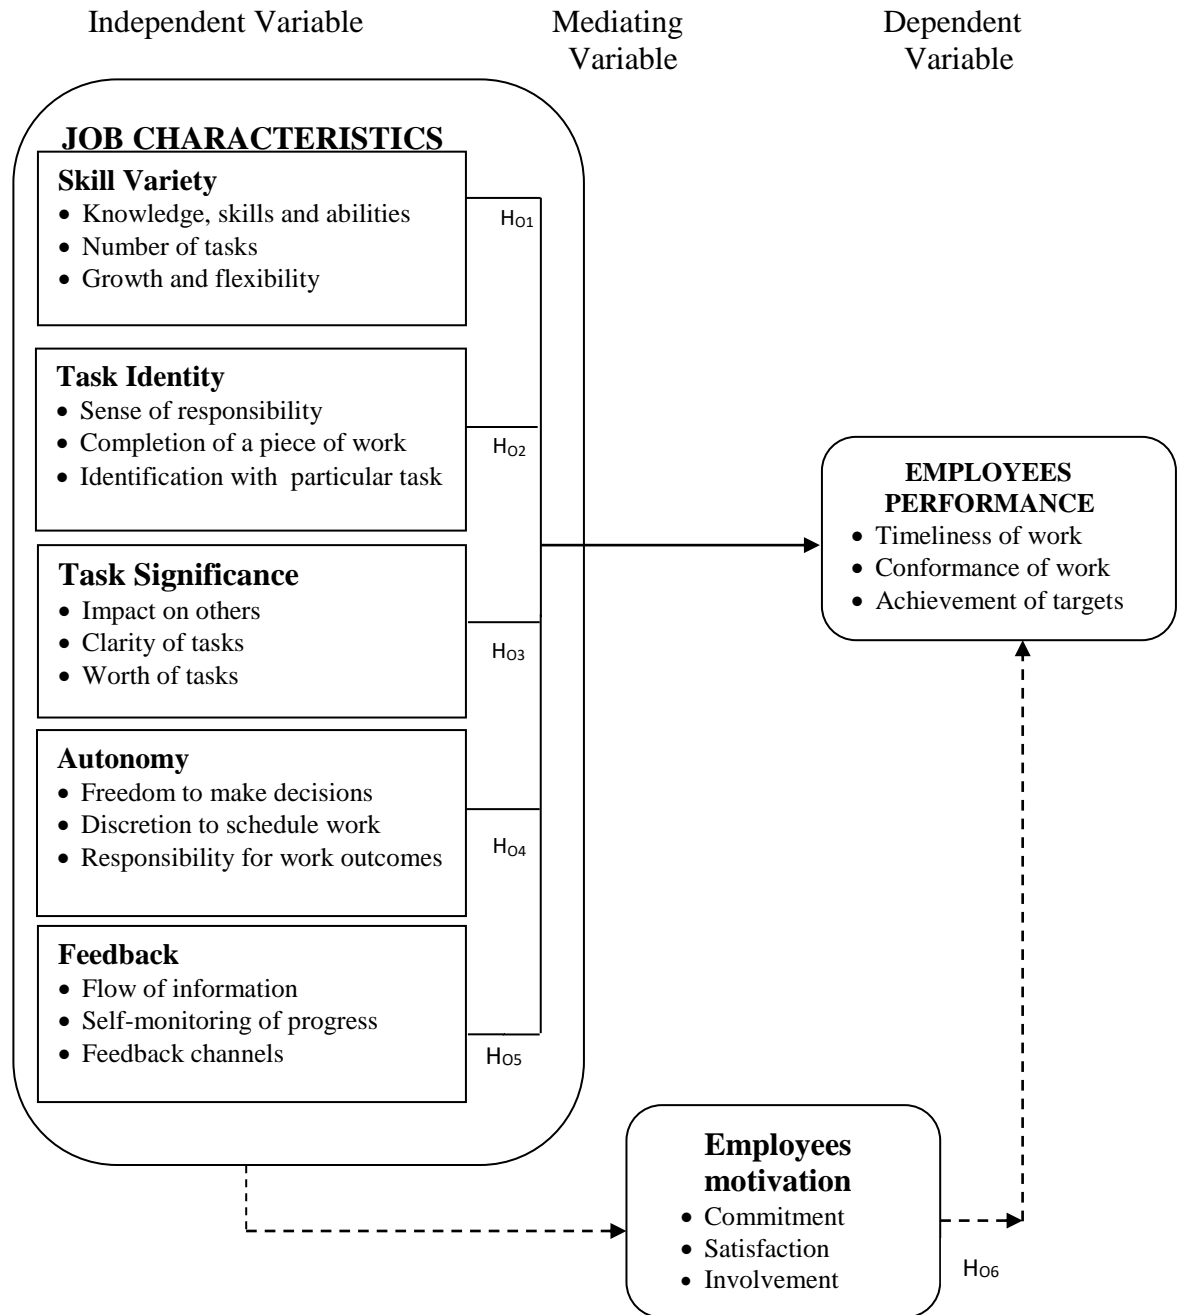 Independent Variable
Mediating
Variable
Dependent
Variable
JOB CHARACTERISTICS
Skill Variety
• Knowledge, skills and abilities
• Number of tasks
• Growth and flexibility
HO1
Task Identity
• Sense of responsibility
• Completion of a piece of work
• Identification with particular task
HO2
Task Significance
• Impact on others
• Clarity of tasks
• Worth of tasks
HO3
Autonomy
• Freedom to make decisions
• Discretion to schedule work
• Responsibility for work outcomes
HO4
Feedback
• Flow of information
• Self-monitoring of progress
• Feedback channels
HO5
EMPLOYEES
PERFORMANCE
• Timeliness of work
• Conformance of work
• Achievement of targets
Employees
motivation
• Commitment
• Satisfaction
• Involvement
HO6